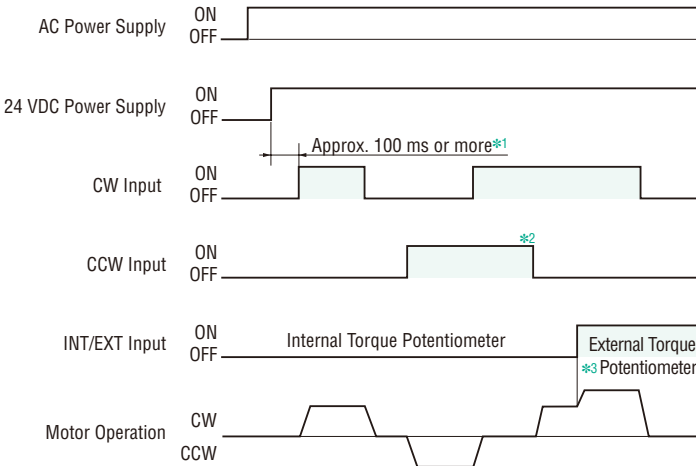 AC Power Supply ON
OFF
24 VDC Power Supply ON
OFF
Approx. 100 ms or more*1
CW Input ON
OFF
*2
CCW Input ON
OFF
INT/EXT Input ON
OFF
Internal Torque Potentiometer
External Torque
*3 Potentiometer
Motor Operation CW
CCW